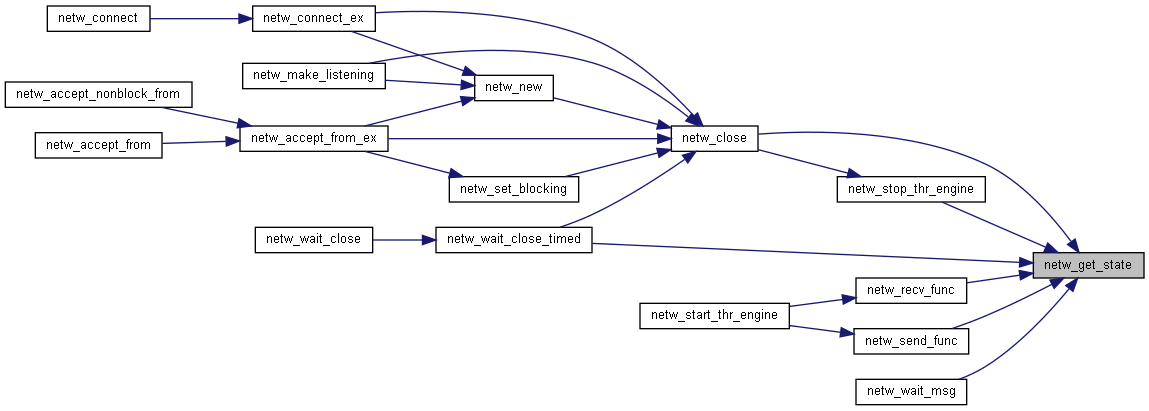 netw_connect
netw_connect_ex
netw_make_listening
netw_new
netw_accept_nonblock_from
netw_accept_from
netw_accept_from_ex
netw_close
netw_set_blocking
netw_stop_thr_engine
netw_wait_close
netw_wait_close_timed
netw_get_state
netw_recv_func
netw_start_thr_engine
netw_send_func
netw_wait_msg